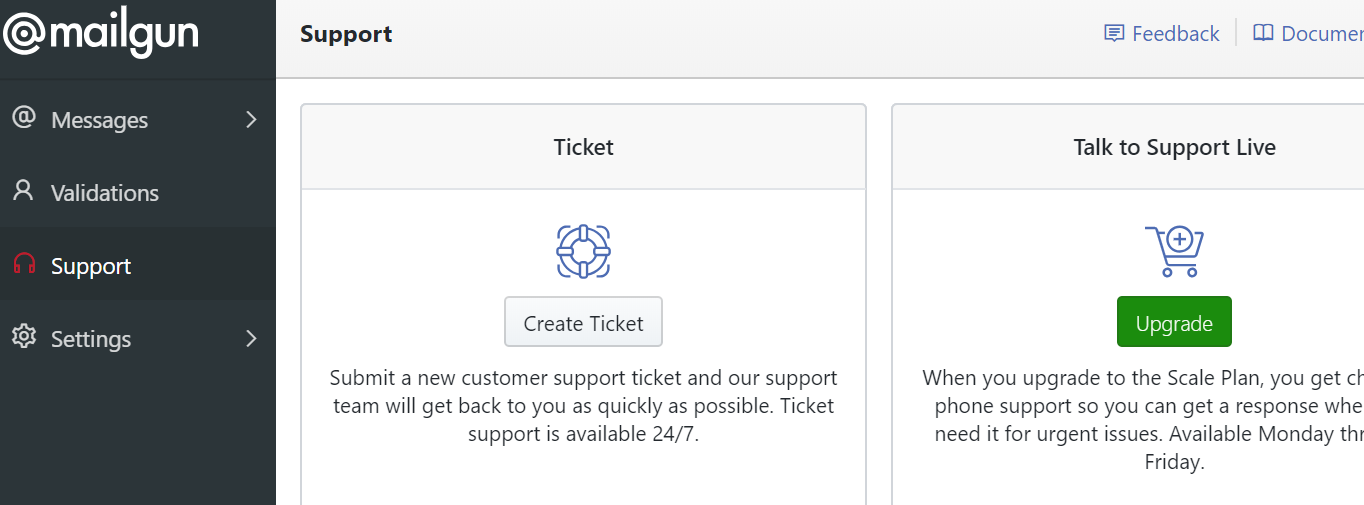 @mailgun
Support
Feedback
Messages
Validations
Support
Settings
Ticket
Create Ticket
Submit a new customer support ticket and our support
team will get back to you as quickly as possible. Ticket
support is available 24/7.
Talk to Support Live
Upgrade
When you upgrade to the Scale Plan, you get
phone support so you can get a response
need it for urgent issues. Available Monday
Friday.